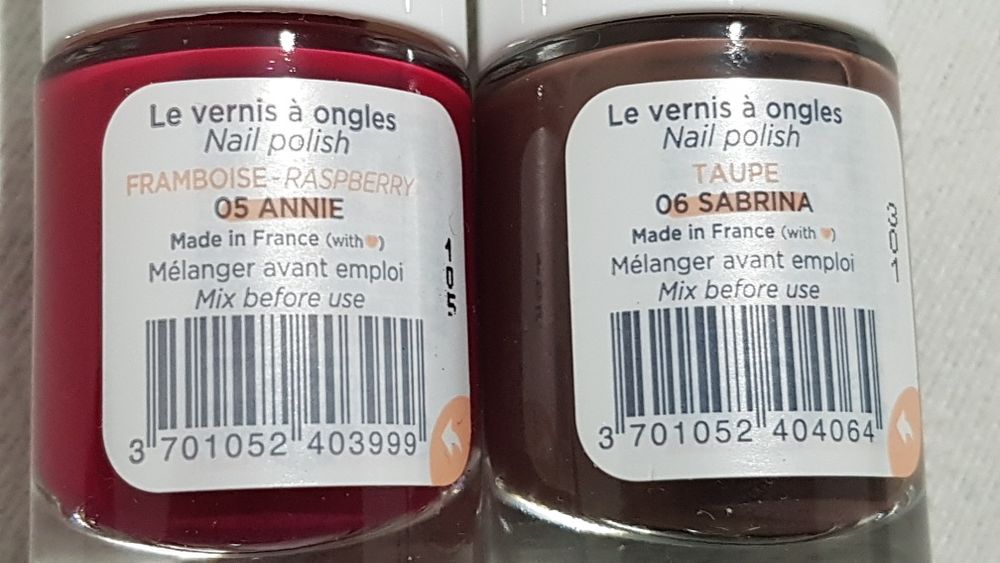 Le vernis à ongles
Nail polish
FRAMBOISE-RASPBERRY
05 ANNIE
Made in France (with)
Mélanger avant emploi
Mix before use
105
3 701052 403999
Le vernis à ongles
Nail polish
TAUPE
06 SABRINA
Made in France (with)
Mélanger avant emploi
Mix before use
301
3 701052 404064